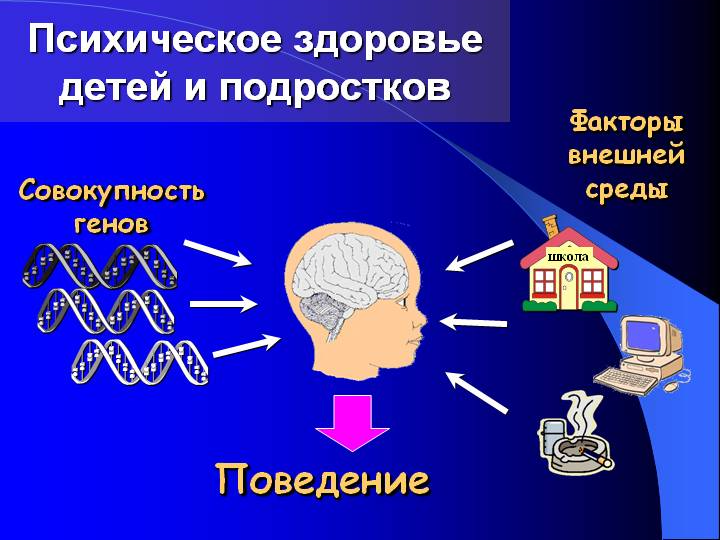 Психическое здоровье
детей и подростков
Факторы
внешней
среды
Совокупность
генов
школа
Поведение